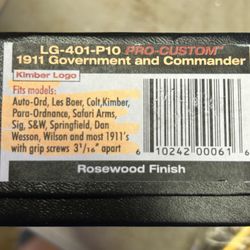 LG-401-P10 PRO-CUSTOM™
1911 Government and Commander
Kimber Logo
Fits models:
Auto-Ord, Les Boer, Colt, Kimber,
Para-Ordnance, Safari Arms,
Sig, S&W, Springfield, Dan
Wesson, Wilson and most 1911's
with grip screws 3 1/16" apart
6 10242 00061 6
Rosewood Finish